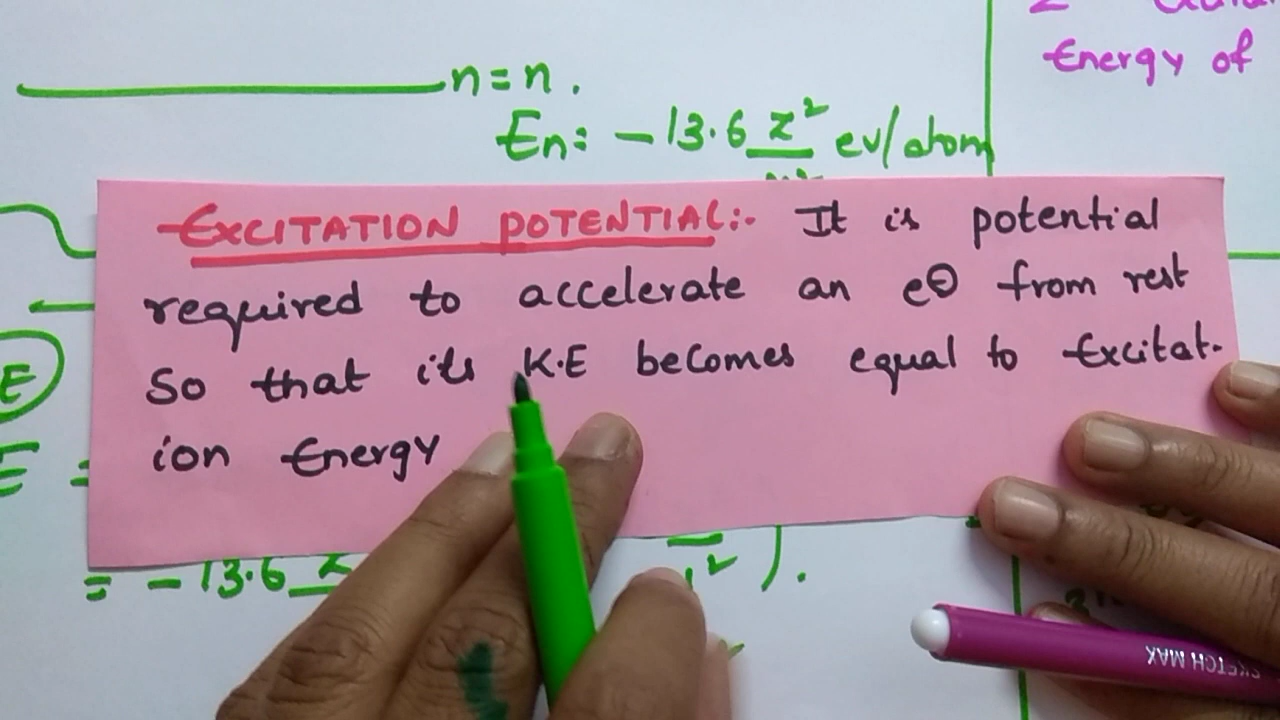 Energy of
n=n.
En= -13.6 z²
ev/atom
EXCITATION POTENTIAL:- It is potential
required to accelerate an e⊖ from rest
So that its K.E becomes equal to Excitat-
ion Energy
E
E =
= -13.6
²).
SKETCH MAX